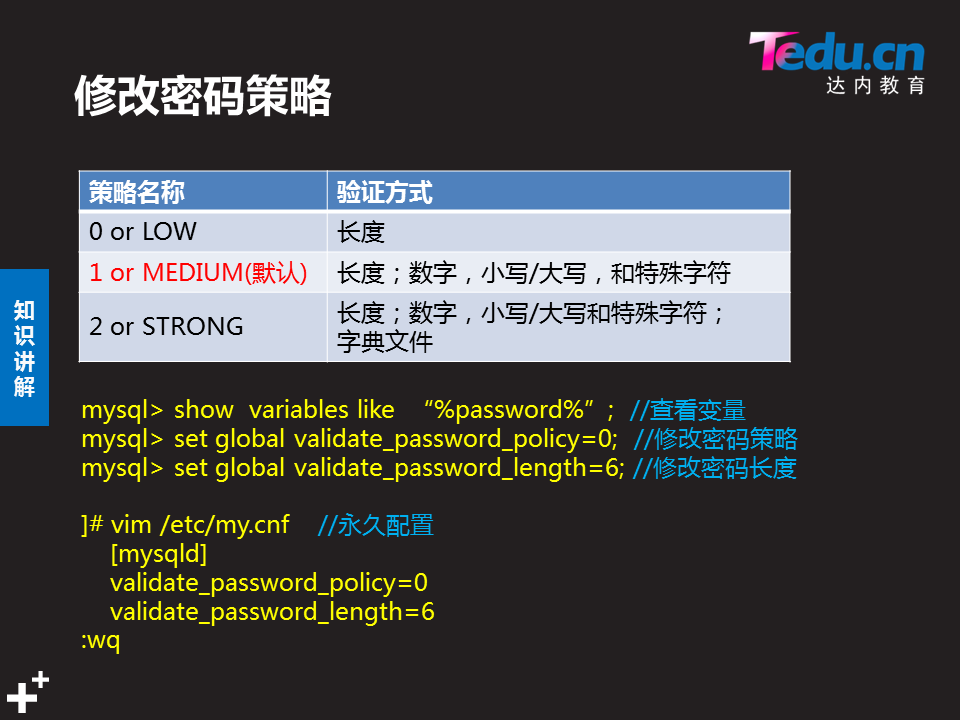 Tedu.cn
达内教育
修改密码策略
策略名称 验证方式
0 or LOW 长度
1 or MEDIUM(默认) 长度；数字，小写/大写，和特殊字符
2 or STRONG 长度；数字，小写/大写和特殊字符；
字典文件
知识讲解
mysql> show  variables like  “%password%”;  //查看变量
mysql> set global validate_password_policy=0;  //修改密码策略
mysql> set global validate_password_length=6; //修改密码长度
]# vim /etc/my.cnf    //永久配置
[mysqld]
validate_password_policy=0
validate_password_length=6
:wq